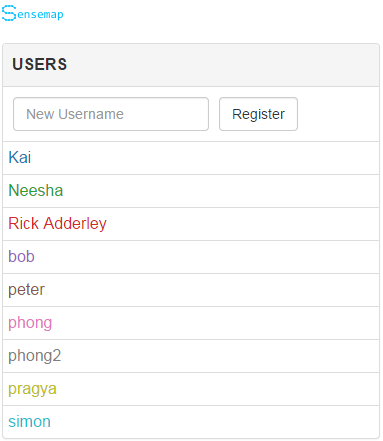 Sensemap
USERS
New Username Register
Kai
Neesha
Rick Adderley
bob
peter
phong
phong2
pragya
simon